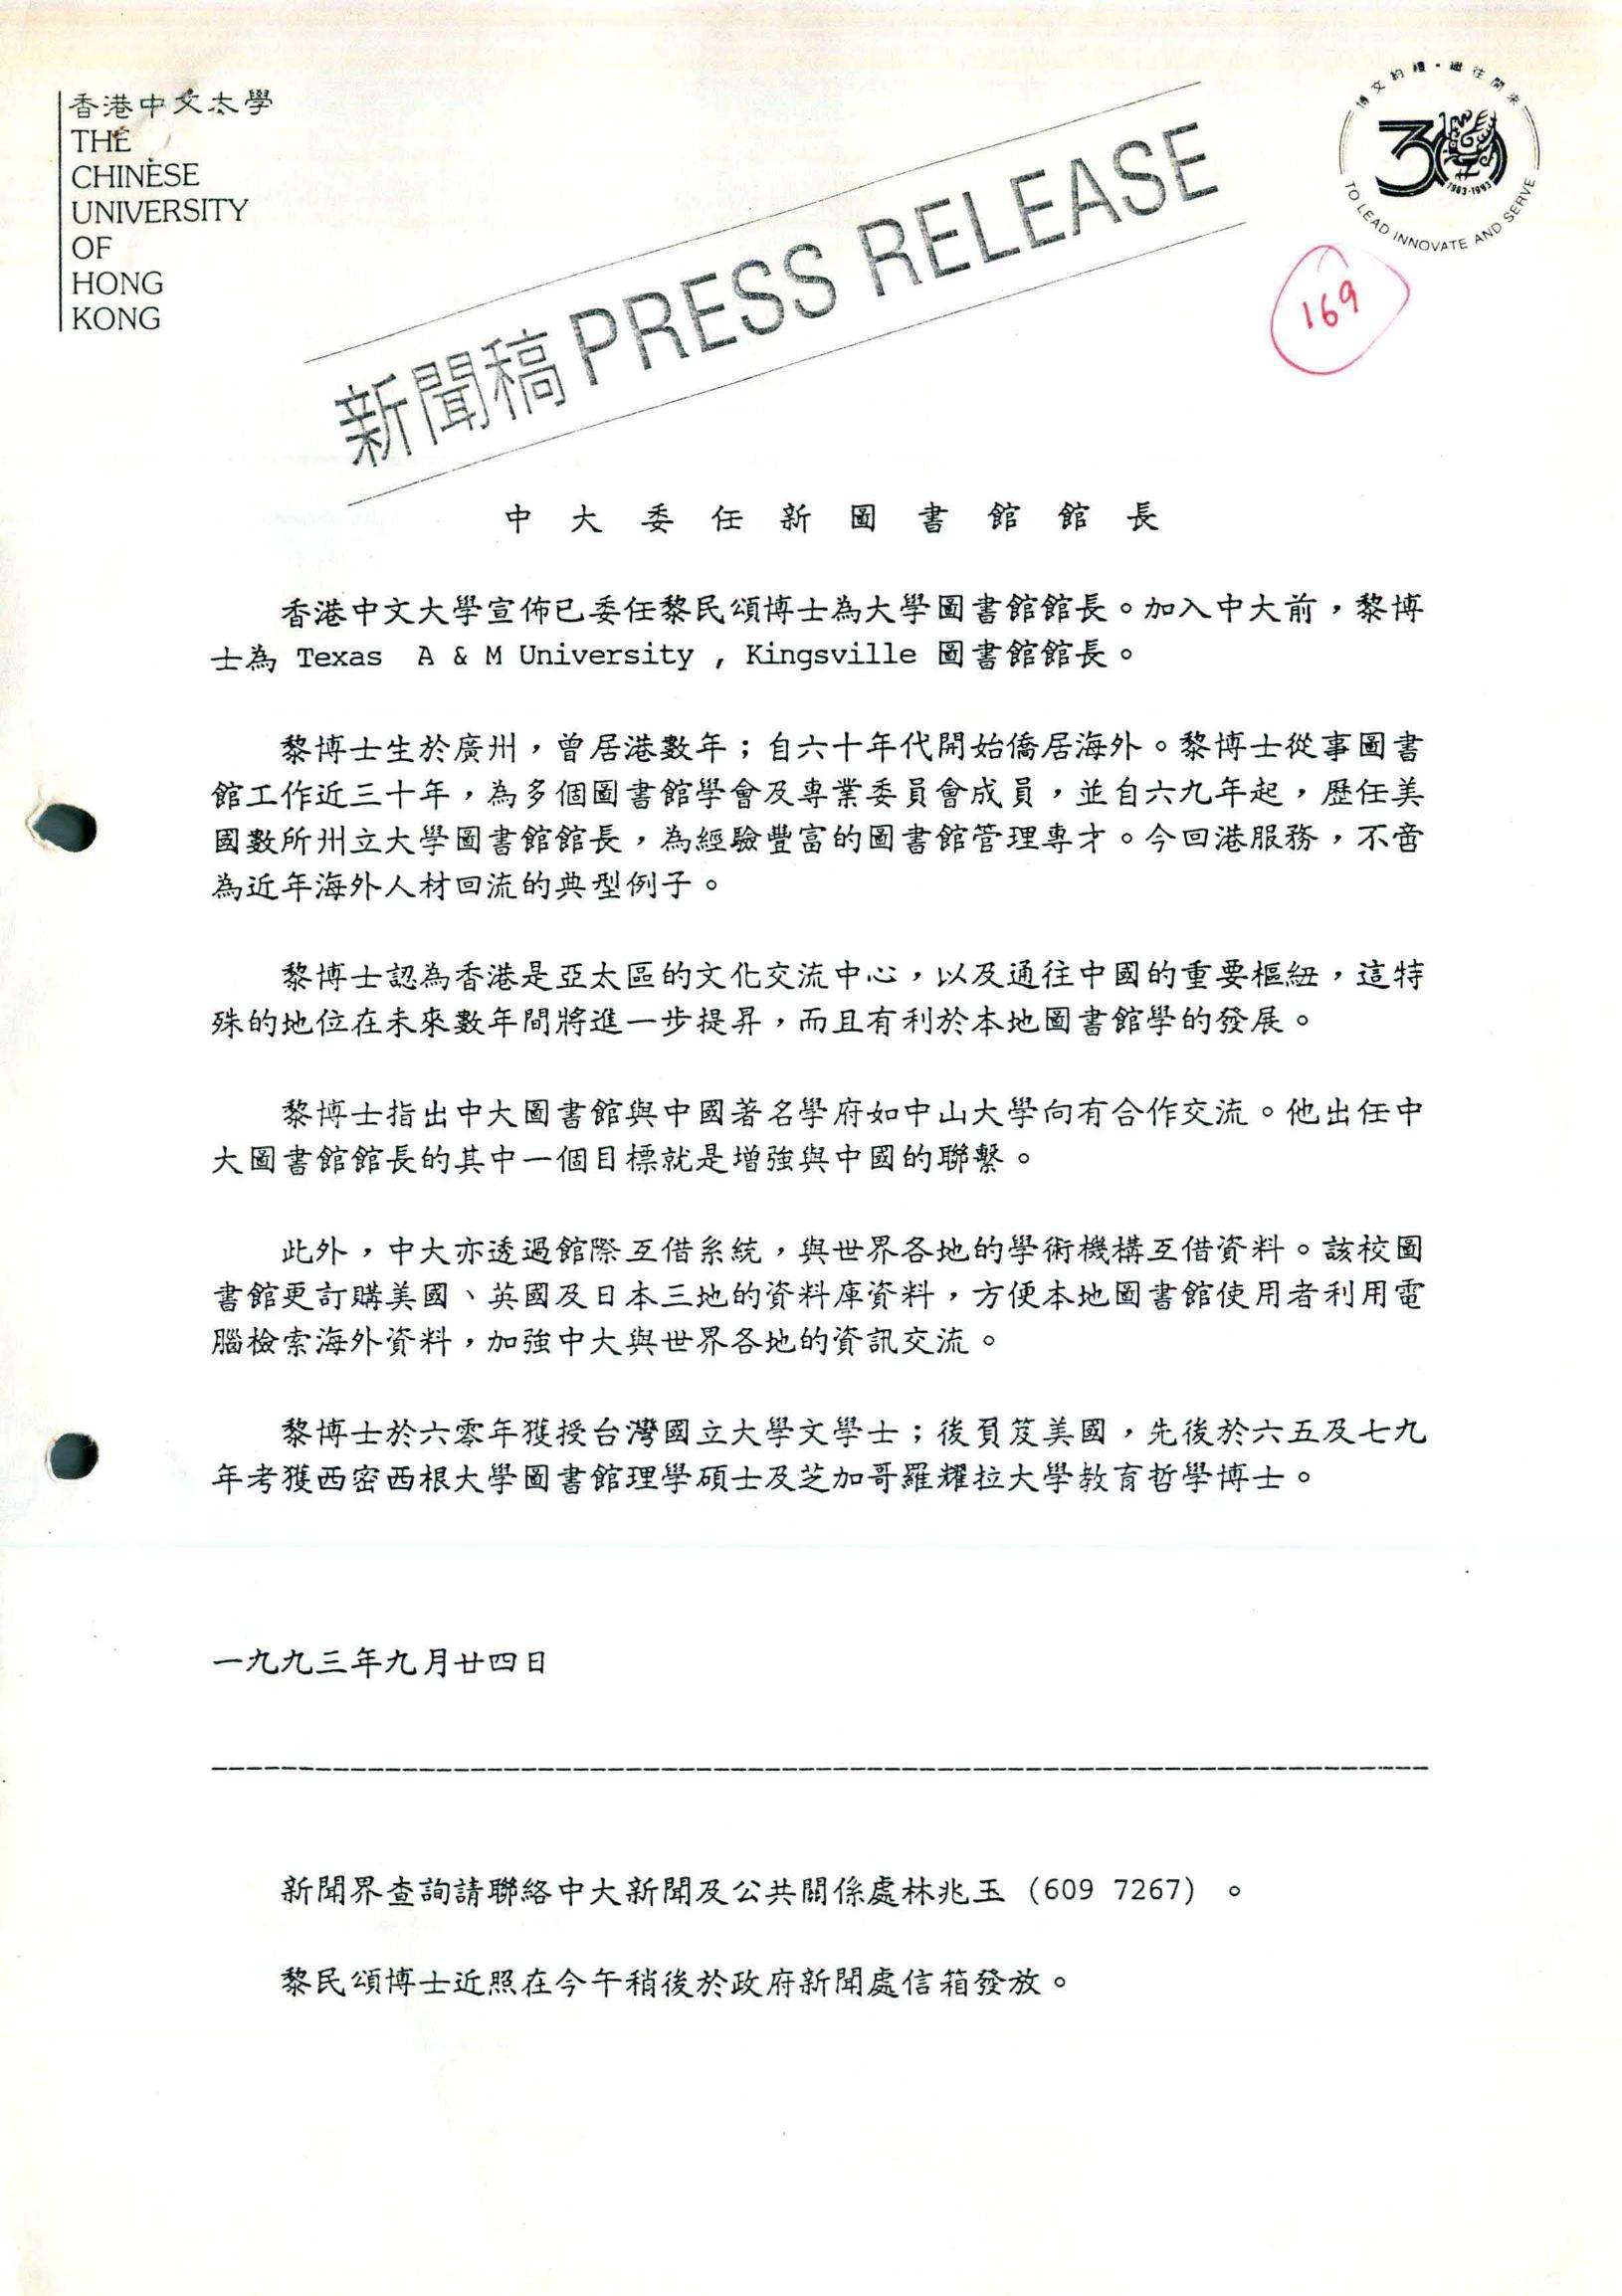 香港中文大學
THE
CHINESE
UNIVERSITY
OF
HONG
KONG
博文約禮·繼往開來
30
1963-1993
TO LEAD INNOVATE AND SERVE
169
新聞稿 PRESS RELEASE
中大委任新圖書館館長
香港中文大學宣佈已委任黎民頌博士為大學圖書館館長。加入中大前，黎博
士為 Texas A & M University , Kingsville 圖書館館長。
黎博士生於廣州，曾居港數年；自六十年代開始僑居海外。黎博士從事圖書
館工作近三十年，為多個圖書館學會及專業委員會成員，並自六九年起，歷任美
國數所州立大學圖書館館長，為經驗豐富的圖書館管理專才。今回港服務，不啻
為近年海外人材回流的典型例子。
黎博士認為香港是亞太區的文化交流中心，以及通往中國的重要樞紐，這特
殊的地位在未來數年間將進一步提昇，而且有利於本地圖書館學的發展。
黎博士指出中大圖書館與中國著名學府如中山大學向有合作交流。他出任中
大圖書館館長的其中一個目標就是增強與中國的聯繫。
此外，中大亦透過館際互借系統，與世界各地的學術機構互借資料。該校圖
書館更訂購美國、英國及日本三地的資料庫資料，方便本地圖書館使用者利用電
腦檢索海外資料，加強中大與世界各地的資訊交流。
黎博士於六零年獲授台灣國立大學文學士；後負笈美國，先後於六五及七九
年考獲西密西根大學圖書館理學碩士及芝加哥羅耀拉大學教育哲學博士。
一九九三年九月廿四日
新聞界查詢請聯絡中大新聞及公共關係處林兆玉 (609 7267) 。
黎民頌博士近照在今午稍後於政府新聞處信箱發放。